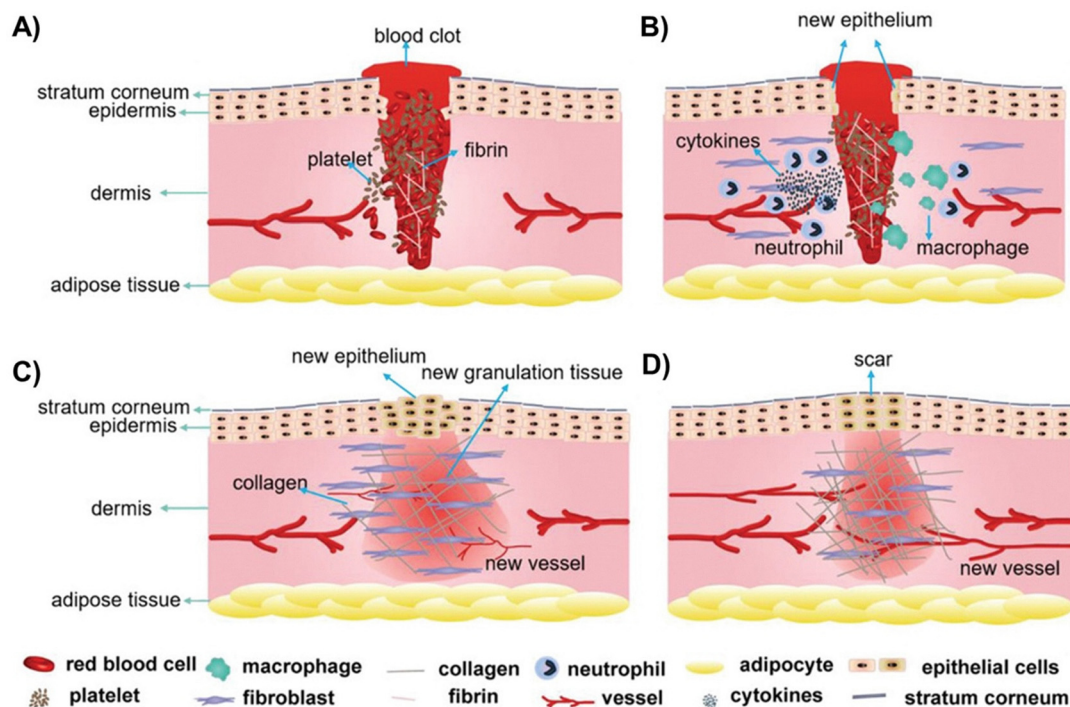 A)
blood clot
stratum corneum
epidermis
platelet
fibrin
dermis
adipose tissue
B)
new epithelium
cytokines
neutrophil
macrophage
C)
new epithelium
new granulation tissue
stratum corneum
epidermis
collagen
dermis
new vessel
adipose tissue
D)
scar
new vessel
red blood cell macrophage collagen neutrophil adipocyte epithelial cells
platelet fibroblast fibrin vessel cytokines stratum corneum